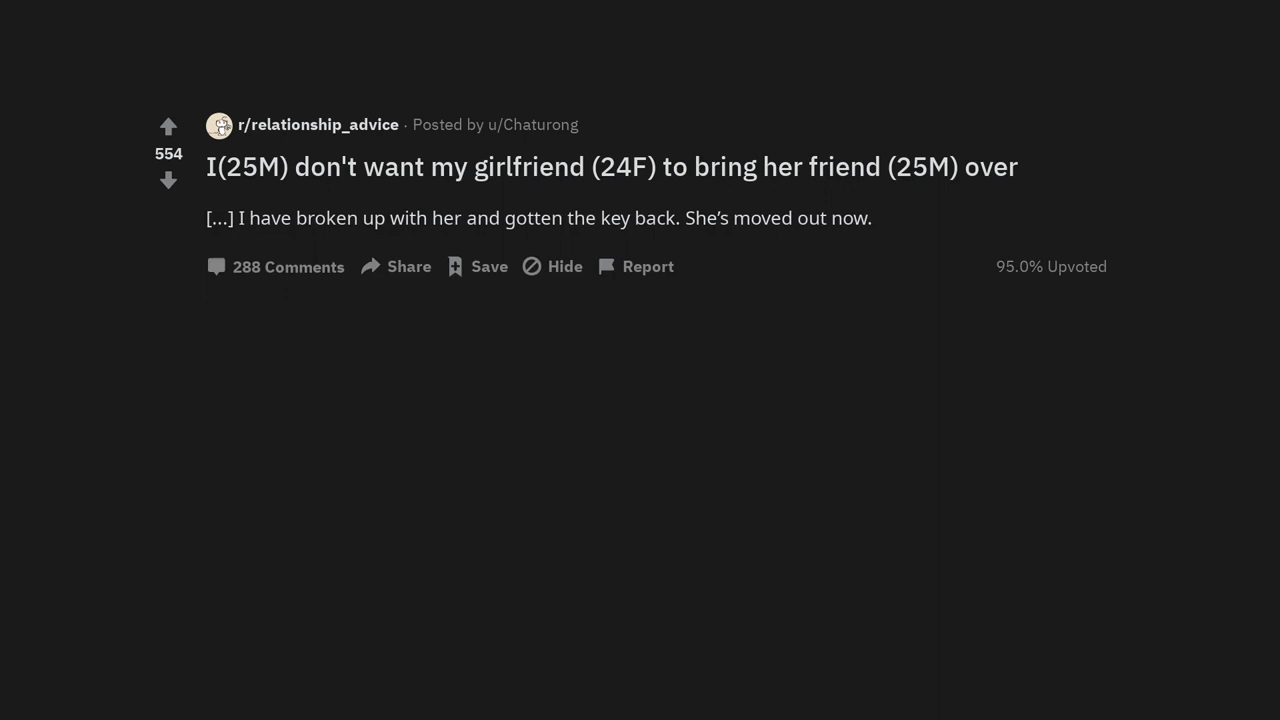 r/relationship_advice · Posted by u/Chaturong
554
I(25M) don't want my girlfriend (24F) to bring her friend (25M) over
[...] I have broken up with her and gotten the key back. She’s moved out now.
288 Comments Share Save Hide Report 95.0% Upvoted